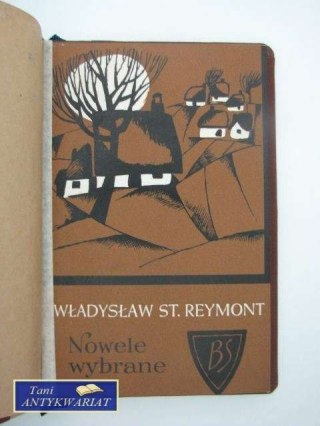 WŁADYSŁAW ST. REYMONT
Nowele
wybrane
BS
Tani
ANTYKWARIAT